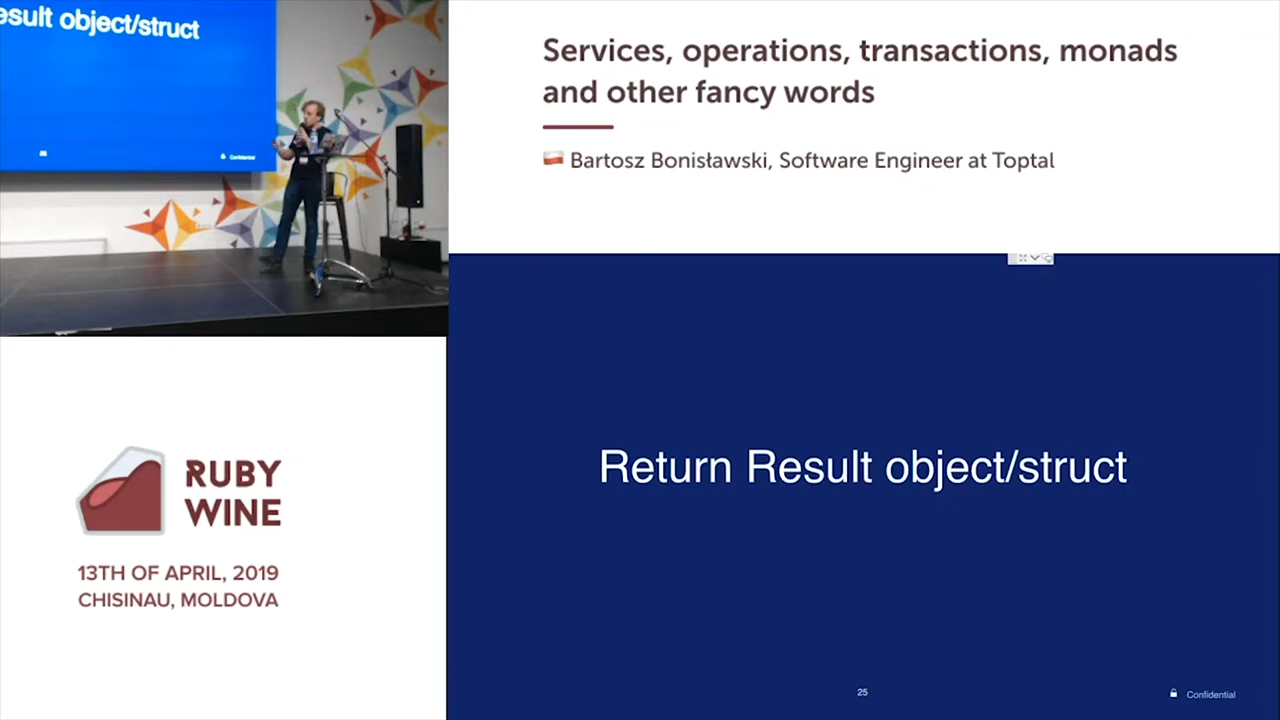 esult object/struct
Confidential
Services, operations, transactions, monads
and other fancy words
Bartosz Bonisławski, Software Engineer at Toptal
Return Result object/struct
RUBY
WINE
13TH OF APRIL, 2019
CHISINAU, MOLDOVA
25
Confidential